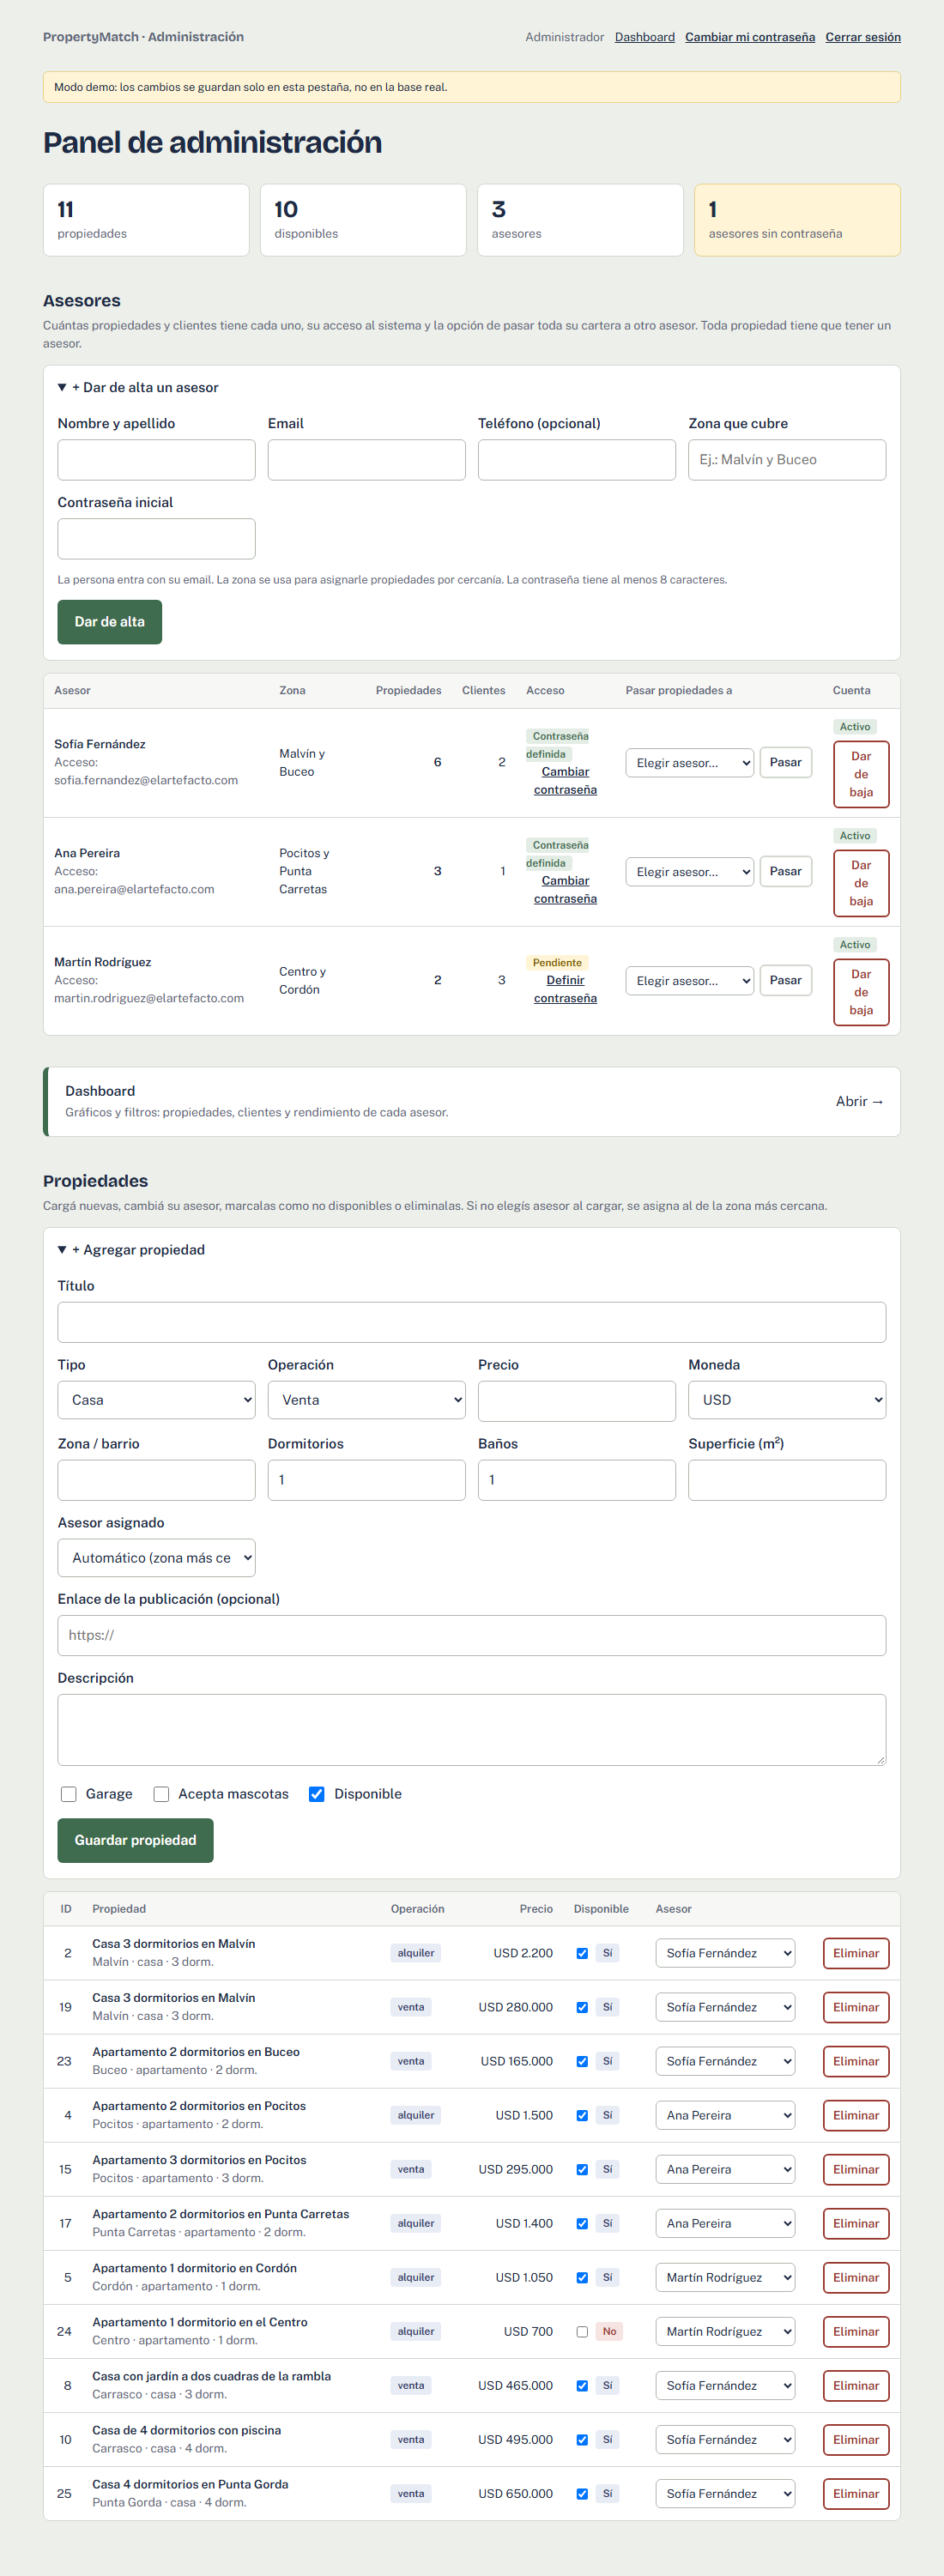 PropertyMatch · Administración
Administrador Dashboard Cambiar mi contraseña Cerrar sesión
Modo demo: los cambios se guardan solo en esta pestaña, no en la base real.
Panel de administración
11
propiedades
10
disponibles
3
asesores
1
asesores sin contraseña
Asesores
Cuántas propiedades y clientes tiene cada uno, su acceso al sistema y la opción de pasar toda su cartera a otro asesor. Toda propiedad tiene que tener un
asesor.
▼ + Dar de alta un asesor
Nombre y apellido Email Teléfono (opcional) Zona que cubre
Ej.: Malvín y Buceo
Contraseña inicial
La persona entra con su email. La zona se usa para asignarle propiedades por cercanía. La contraseña tiene al menos 8 caracteres.
Dar de alta
Asesor Zona Propiedades Clientes Acceso Pasar propiedades a Cuenta
Sofía Fernández
Acceso:
sofia.fernandez@elartefacto.com
Malvín y
Buceo
6
2
Contraseña
definida
Cambiar
contraseña
Elegir asesor... Pasar
Activo
Dar
de
baja
Ana Pereira
Acceso:
ana.pereira@elartefacto.com
Pocitos y
Punta
Carretas
3
1
Contraseña
definida
Cambiar
contraseña
Elegir asesor... Pasar
Activo
Dar
de
baja
Martín Rodríguez
Acceso:
martin.rodriguez@elartefacto.com
Centro y
Cordón
2
3
Pendiente
Definir
contraseña
Elegir asesor... Pasar
Activo
Dar
de
baja
Dashboard
Gráficos y filtros: propiedades, clientes y rendimiento de cada asesor.
Abrir →
Propiedades
Cargá nuevas, cambiá su asesor, marcalas como no disponibles o eliminalas. Si no elegís asesor al cargar, se asigna al de la zona más cercana.
▼ + Agregar propiedad
Título
Tipo Operación Precio Moneda
Casa Venta USD
Zona / barrio Dormitorios Baños Superficie (m²)
1 1
Asesor asignado
Automático (zona más ce
Enlace de la publicación (opcional)
https://
Descripción
Garage Acepta mascotas Disponible
Guardar propiedad
ID Propiedad Operación Precio Disponible Asesor
2 Casa 3 dormitorios en Malvín alquiler USD 2.200 Sí Sofía Fernández Eliminar
Malvín · casa · 3 dorm.
19 Casa 3 dormitorios en Malvín venta USD 280.000 Sí Sofía Fernández Eliminar
Malvín · casa · 3 dorm.
23 Apartamento 2 dormitorios en Buceo venta USD 165.000 Sí Sofía Fernández Eliminar
Buceo · apartamento · 2 dorm.
4 Apartamento 2 dormitorios en Pocitos alquiler USD 1.500 Sí Ana Pereira Eliminar
Pocitos · apartamento · 2 dorm.
15 Apartamento 3 dormitorios en Pocitos venta USD 295.000 Sí Ana Pereira Eliminar
Pocitos · apartamento · 3 dorm.
17 Apartamento 2 dormitorios en Punta Carretas alquiler USD 1.400 Sí Ana Pereira Eliminar
Punta Carretas · apartamento · 2 dorm.
5 Apartamento 1 dormitorio en Cordón alquiler USD 1.050 Sí Martín Rodríguez Eliminar
Cordón · apartamento · 1 dorm.
24 Apartamento 1 dormitorio en el Centro alquiler USD 700 No Martín Rodríguez Eliminar
Centro · apartamento · 1 dorm.
8 Casa con jardín a dos cuadras de la rambla venta USD 465.000 Sí Sofía Fernández Eliminar
Carrasco · casa · 3 dorm.
10 Casa de 4 dormitorios con piscina venta USD 495.000 Sí Sofía Fernández Eliminar
Carrasco · casa · 4 dorm.
25 Casa 4 dormitorios en Punta Gorda venta USD 650.000 Sí Sofía Fernández Eliminar
Punta Gorda · casa · 4 dorm.